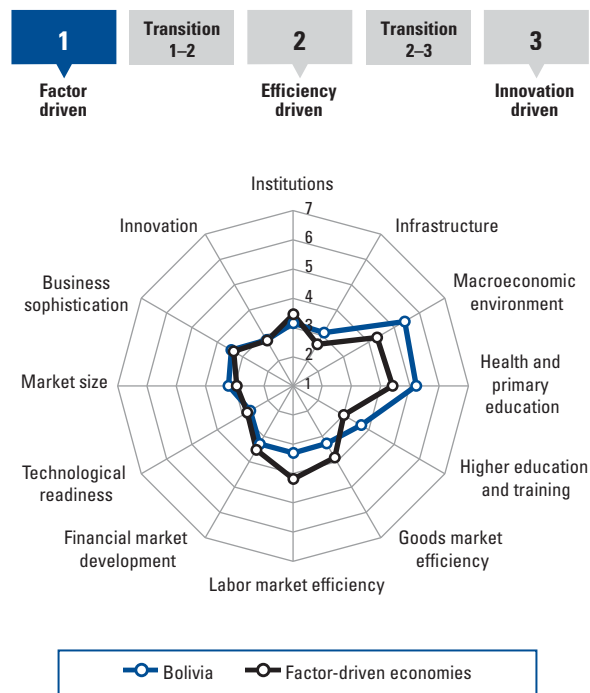 1
Transition
1–2
2
Transition
2–3
3
Factor
driven
Efficiency
driven
Innovation
driven
Institutions
Innovation
Infrastructure
Business
sophistication
Macroeconomic
environment
Market size
Health and
primary
education
Technological
readiness
Higher education
and training
Financial market
development
Goods market
efficiency
Labor market efficiency
7
6
5
4
3
2
1
Bolivia
Factor-driven economies